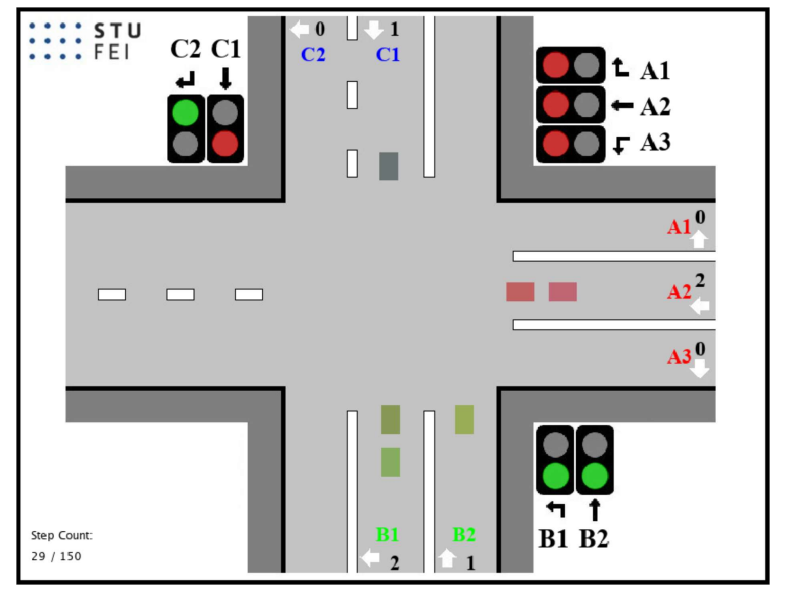 STU
FEI
C2 C1
0
1
C2
C1
A1
A2
A3
A1 0
A2 2
A3 0
B1
B2
2
1
B1 B2
Step Count:
29 / 150